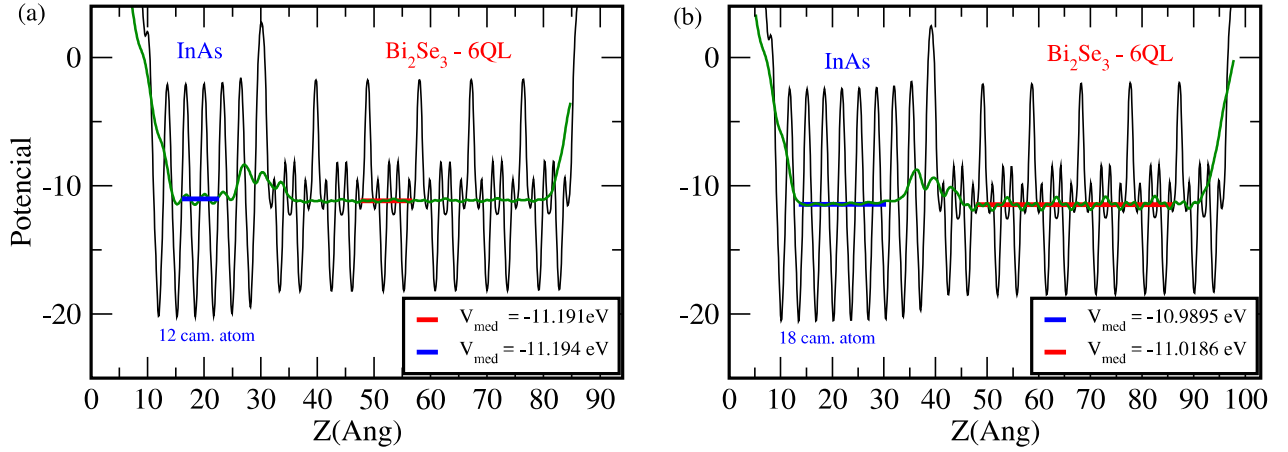 (a)
InAs
Bi2Se3 - 6QL
0
-10
-20
Potencial
12 cam. atom
Vmed = -11.191eV
Vmed = -11.194 eV
0 10 20 30 40 50 60 70 80 90
Z(Ang)
(b)
InAs
Bi2Se3 - 6QL
0
-10
-20
18 cam. atom
Vmed = -10.9895 eV
Vmed = -11.0186 eV
0 10 20 30 40 50 60 70 80 90 100
Z(Ang)